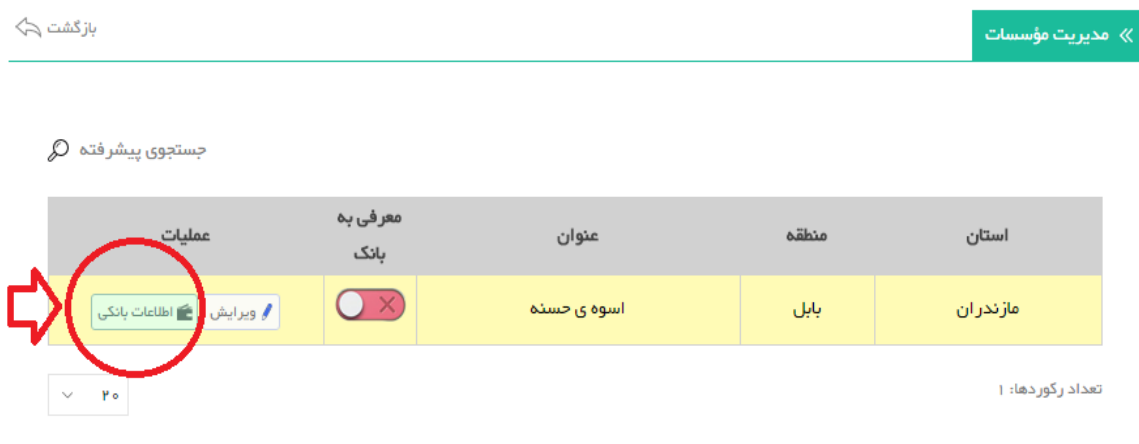 » مدیریت مؤسسات
بازگشت
جستجوی پیشرفته
استان
منطقه
عنوان
معرفی به
بانک
عملیات
مازندران
بابل
اسوه ی حسنه
ویرایش
اطلاعات بانکی
تعداد رکوردها: ۱
۲۰